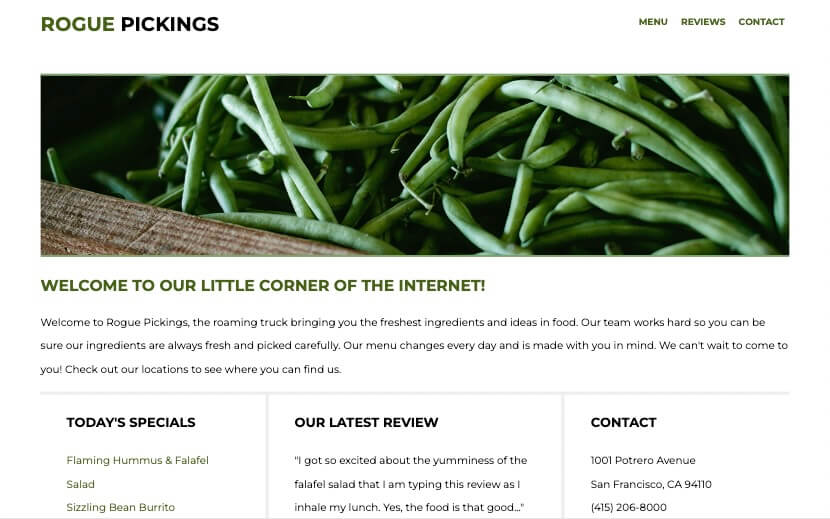 ROGUE PICKINGS
MENU REVIEWS CONTACT
WELCOME TO OUR LITTLE CORNER OF THE INTERNET!
Welcome to Rogue Pickings, the roaming truck bringing you the freshest ingredients and ideas in food. Our team works hard so you can be
sure our ingredients are always fresh and picked carefully. Our menu changes every day and is made with you in mind. We can't wait to come to
you! Check out our locations to see where you can find us.
TODAY'S SPECIALS
Flaming Hummus & Falafel
Salad
Sizzling Bean Burrito
OUR LATEST REVIEW
"I got so excited about the yumminess of the
falafel salad that I am typing this review as I
inhale my lunch. Yes, the food is that good..."
CONTACT
1001 Potrero Avenue
San Francisco, CA 94110
(415) 206-8000